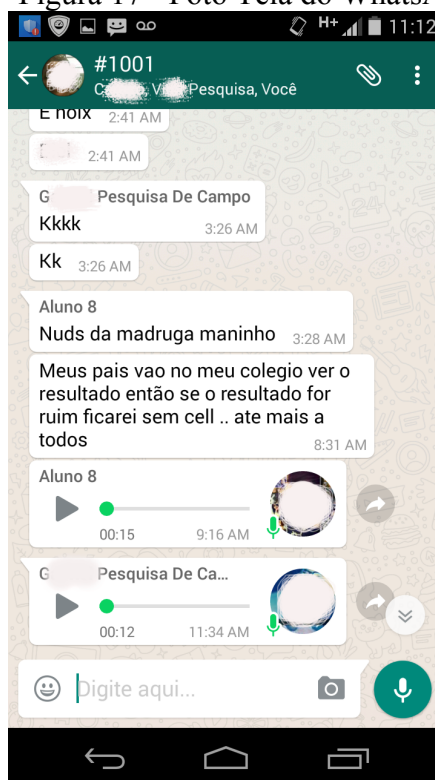 Figura 17 - Foto Tela do WhatsA
H+ 11:12
#1001
C V Pesquisa, Você
E noix 2:41 AM
2:41 AM
G Pesquisa De Campo
Kkkk 3:26 AM
Kk 3:26 AM
Aluno 8
Nuds da madruga maninho 3:28 AM
Meus pais vao no meu colegio ver o
resultado então se o resultado for
ruim ficarei sem cell .. ate mais a
todos
8:31 AM
Aluno 8
00:15 9:16 AM
G Pesquisa De Ca...
00:12 11:34 AM
Digite aqui...